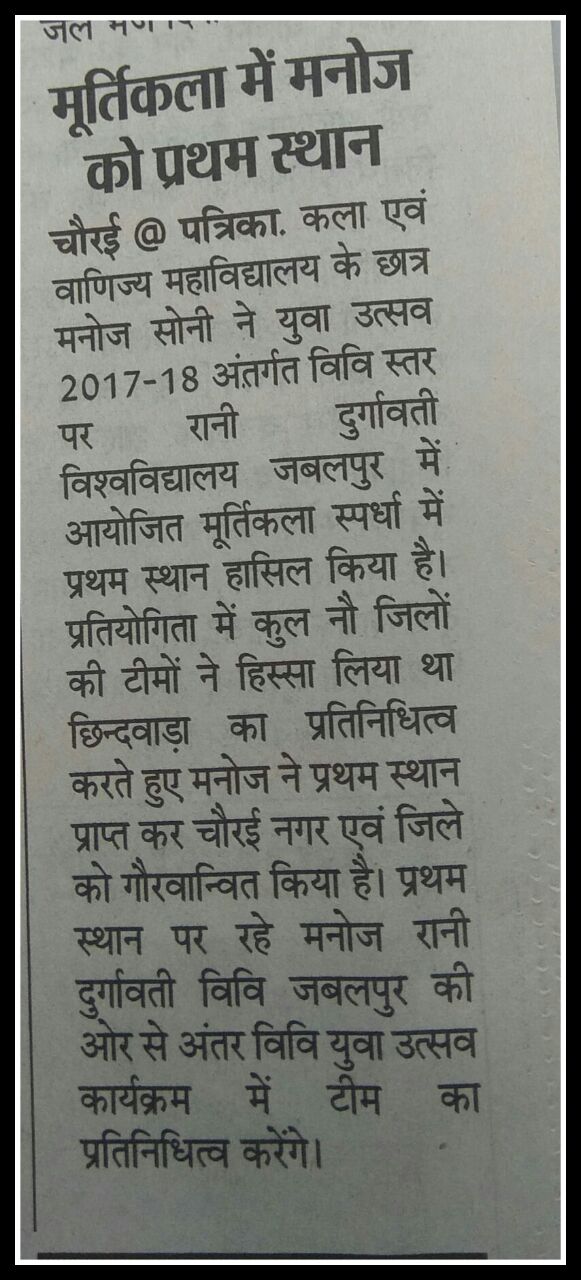 जल
मूर्तिकला में मनोज
को प्रथम स्थान
चौरई @ पत्रिका. कला एवं
वाणिज्य महाविद्यालय के छात्र
मनोज सोनी ने युवा उत्सव
2017-18 अंतर्गत विवि स्तर
पर रानी दुर्गावती
विश्वविद्यालय जबलपुर में
आयोजित मूर्तिकला स्पर्धा में
प्रथम स्थान हासिल किया है।
प्रतियोगिता में कुल नौ जिलों
की टीमों ने हिस्सा लिया था
छिन्दवाड़ा का प्रतिनिधित्व
करते हुए मनोज ने प्रथम स्थान
प्राप्त कर चौरई नगर एवं जिले
को गौरवान्वित किया है। प्रथम
स्थान पर रहे मनोज रानी
दुर्गावती विवि जबलपुर की
ओर से अंतर विवि युवा उत्सव
कार्यक्रम में टीम का
प्रतिनिधित्व करेंगे।